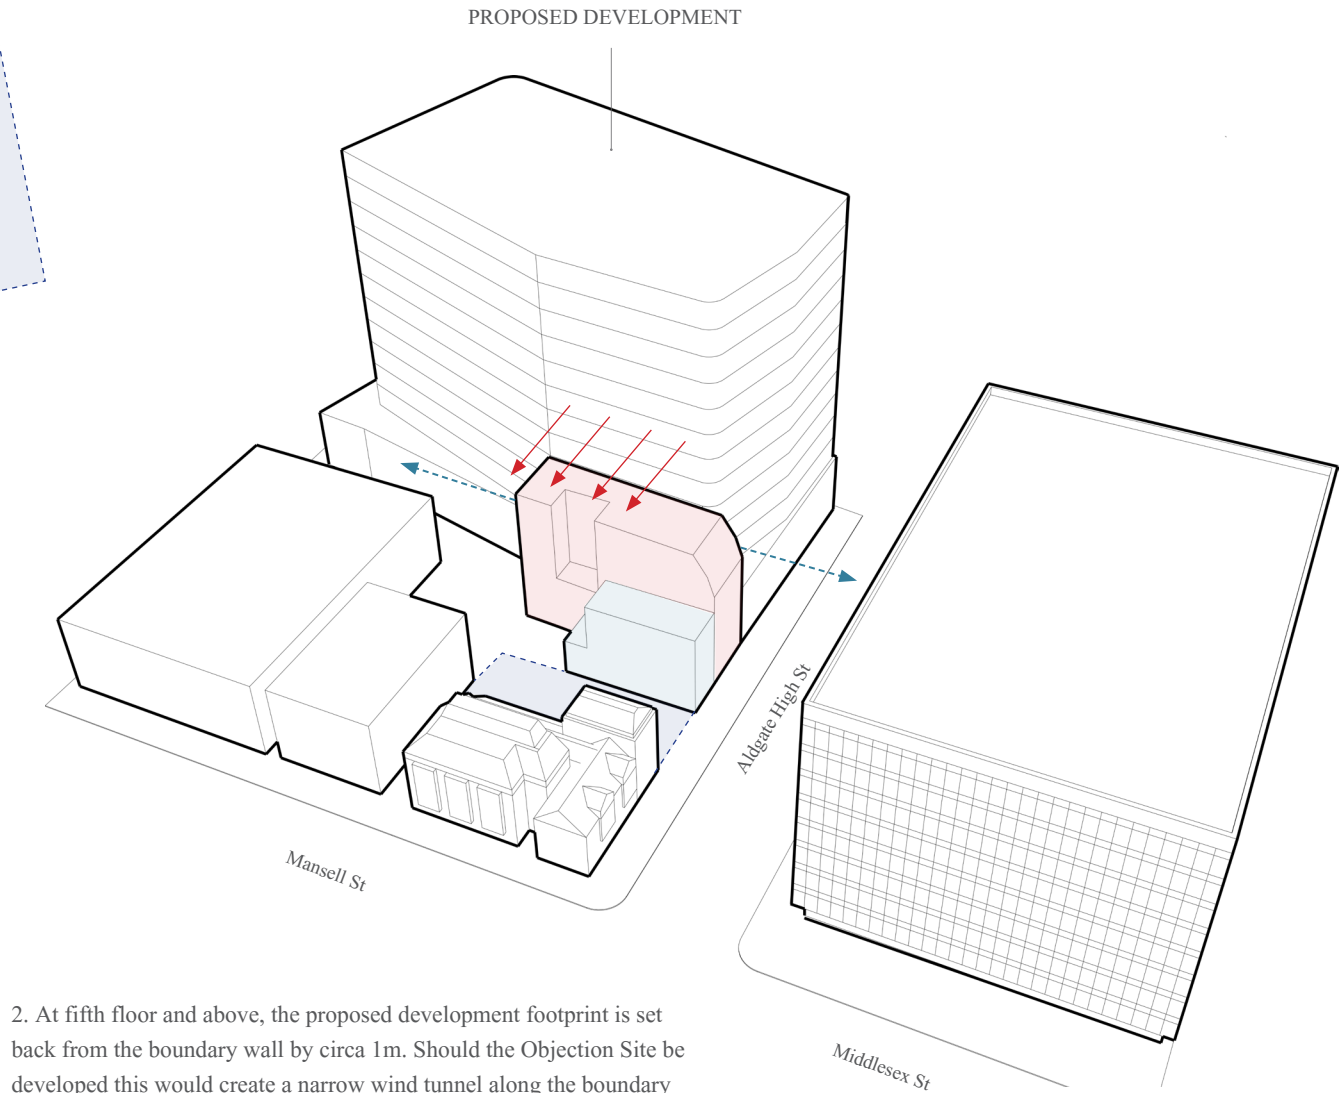 PROPOSED DEVELOPMENT
Aldgate High St
Mansell St
Middlesex St
2. At fifth floor and above, the proposed development footprint is set
back from the boundary wall by circa 1m. Should the Objection Site be
developed this would create a narrow wind tunnel along the boundary